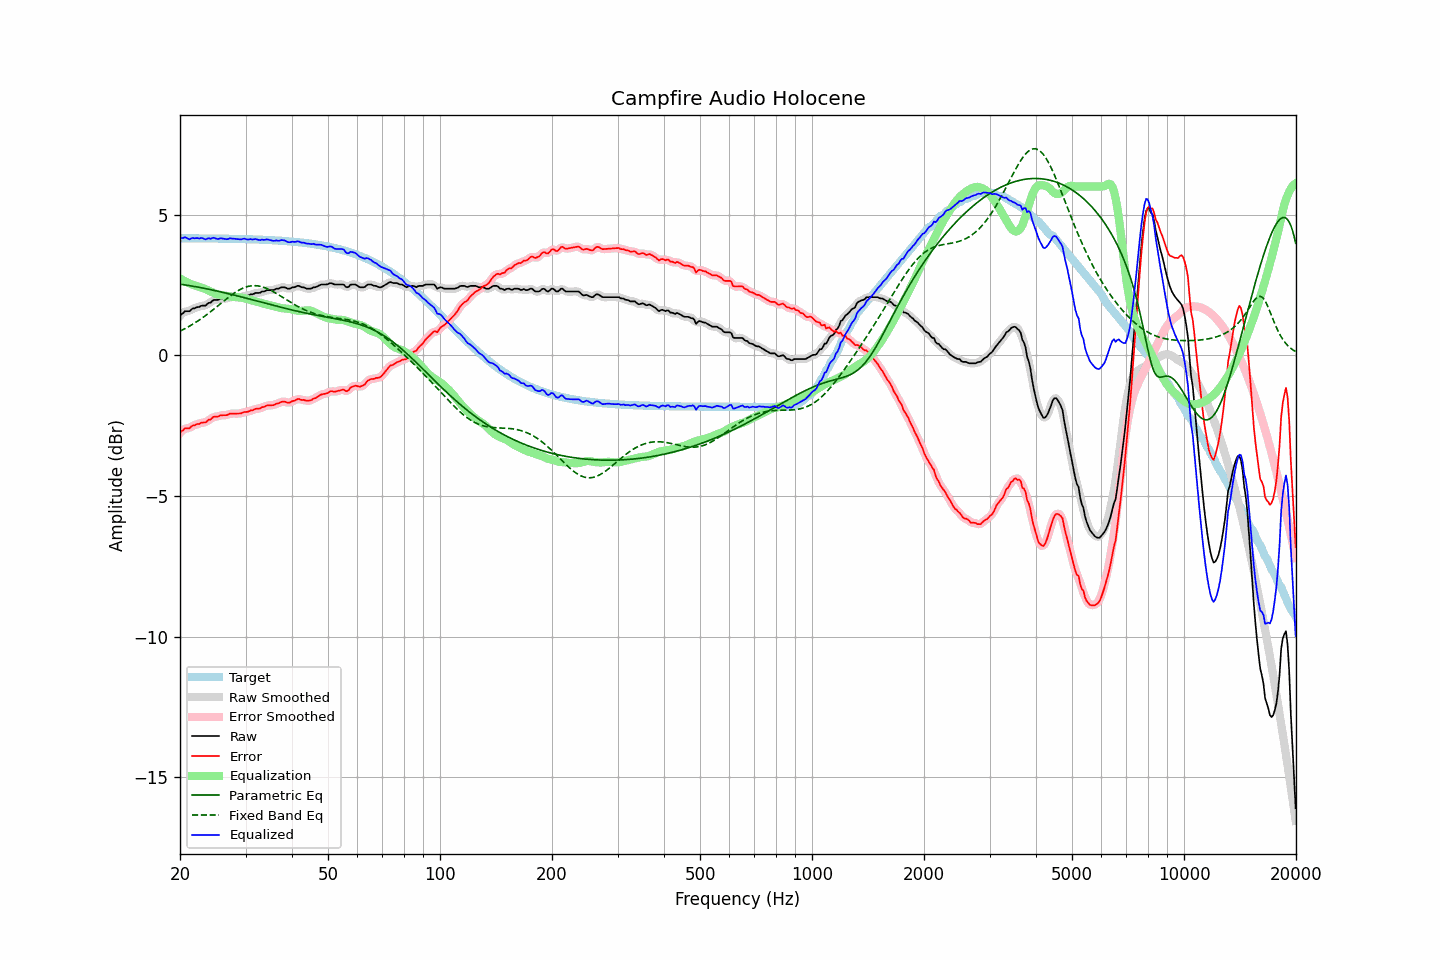 Campfire Audio Holocene
Amplitude (dBr)
5
0
−5
−10
−15
Target
Raw Smoothed
Error Smoothed
Raw
Error
Equalization
Parametric Eq
Fixed Band Eq
Equalized
20 50 100 200 500 1000 2000 5000 10000 20000
Frequency (Hz)